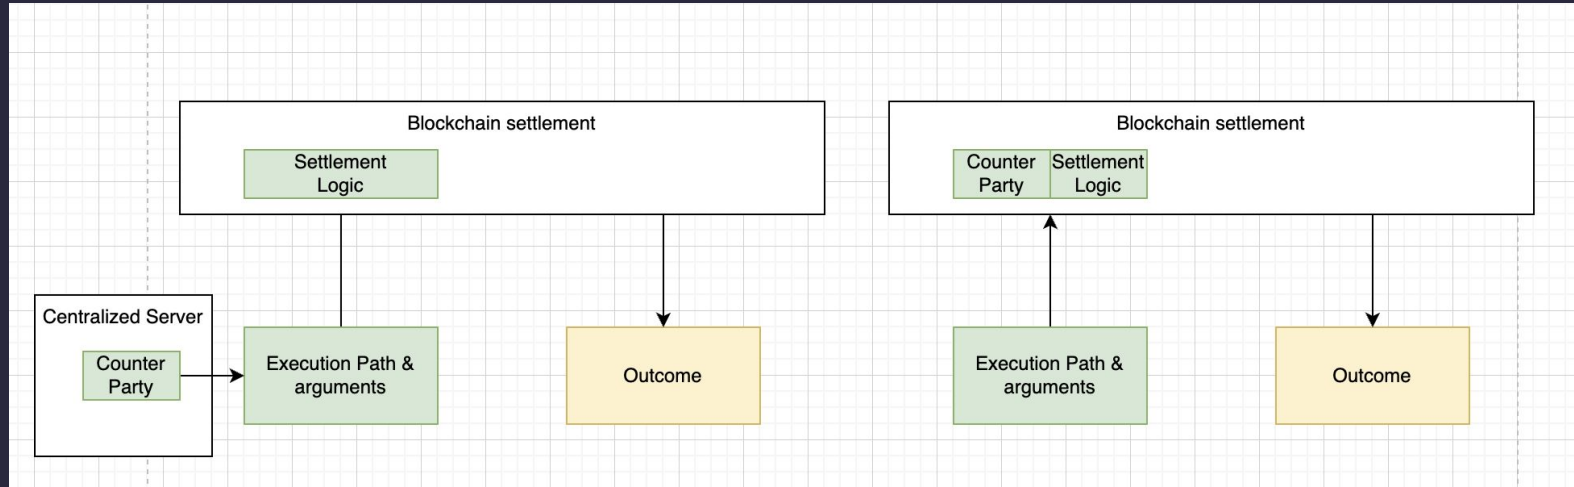 Blockchain settlement
Settlement
Logic
Centralized Server
Counter
Party
Execution Path &
arguments
Outcome
Blockchain settlement
Counter
Party
Settlement
Logic
Execution Path &
arguments
Outcome